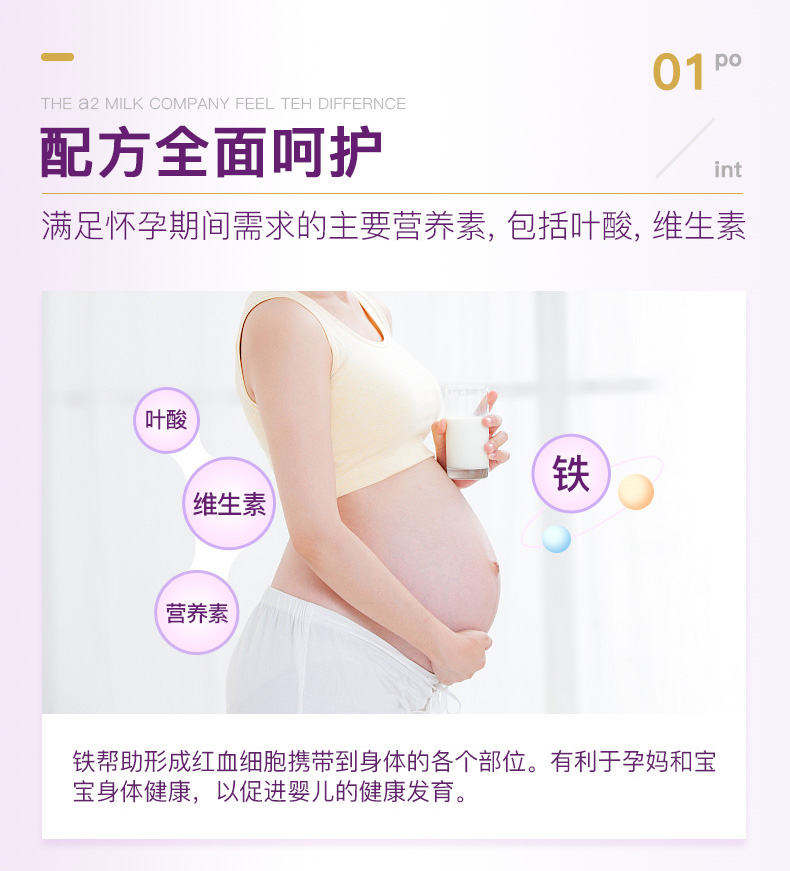 01 po
int
THE a2 MILK COMPANY FEEL TEH DIFFERNCE
配方全面呵护
满足怀孕期间需求的主要营养素, 包括叶酸, 维生素
叶酸
维生素
营养素
铁
铁帮助形成红血细胞携带到身体的各个部位。有利于孕妈和宝
宝身体健康，以促进婴儿的健康发育。